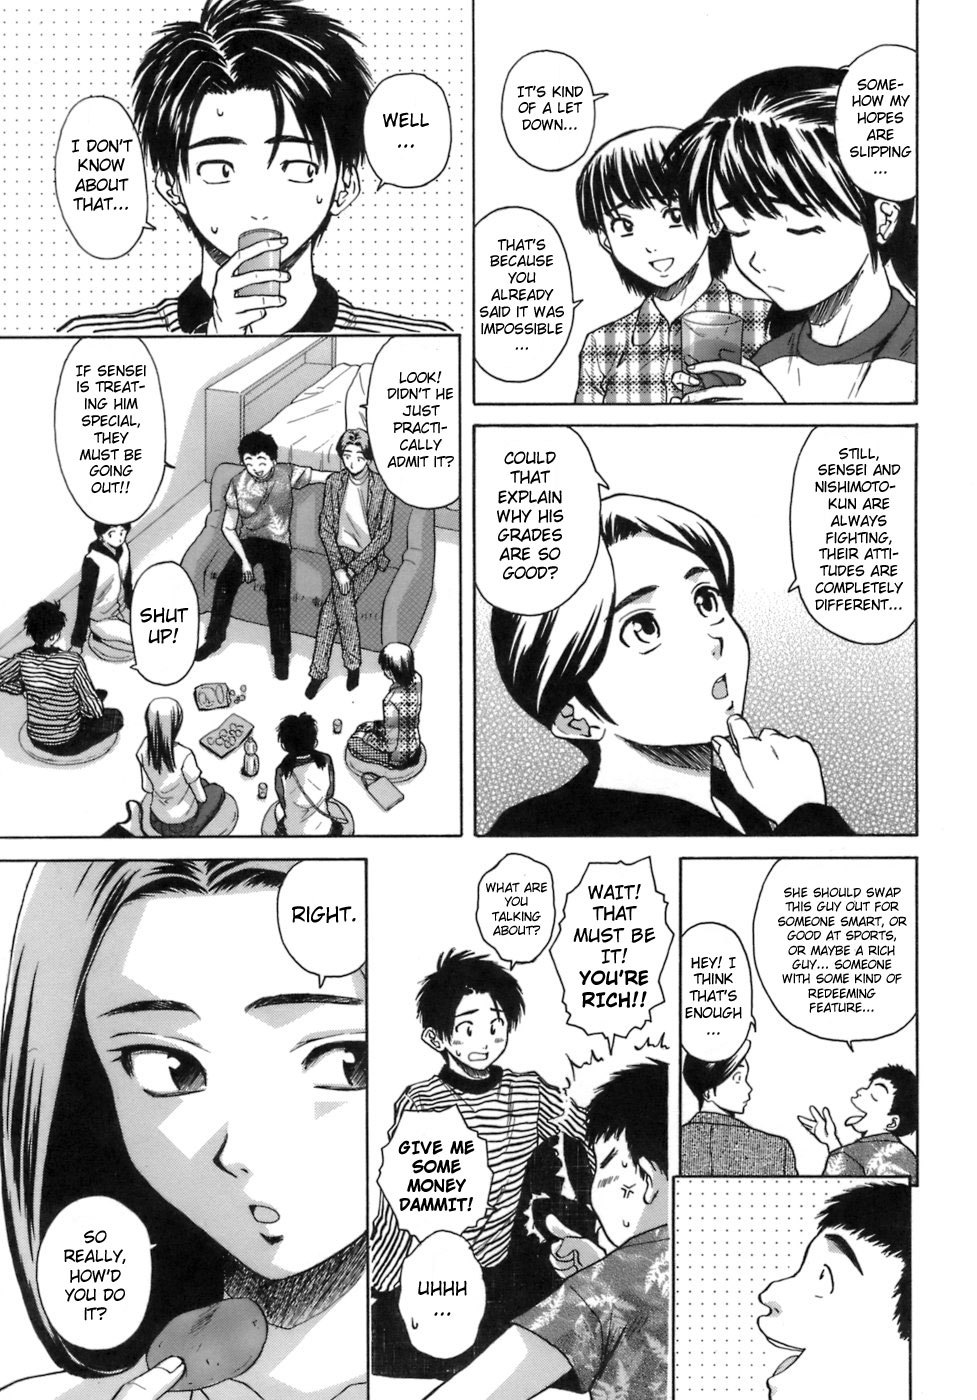 SOME-
HOW MY
HOPES
ARE
SLIPPING
...
IT'S KIND
OF A LET
DOWN...
THAT'S
BECAUSE
YOU
ALREADY
SAID IT WAS
IMPOSSIBLE
...
WELL
...
I DON'T
KNOW
ABOUT
THAT...
STILL,
SENSEI AND
NISHIMOTO-
KUN ARE
ALWAYS
FIGHTING,
THEIR ATTI-
TUDES ARE
COMPLETELY
DIFFERENT...
COULD
THAT
EXPLAIN
WHY HIS
GRADES
ARE SO
GOOD?
LOOK!
DIDN'T HE
JUST
PRACTI-
CALLY
ADMIT IT?
IF SENSEI
IS TREAT-
ING HIM
SPECIAL,
THEY
MUST BE
GOING
OUT!!
SHUT
UP!
SHE SHOULD SWAP
THIS GUY OUT FOR
SOMEONE SMART, OR
GOOD AT SPORTS,
OR MAYBE A RICH
GUY... SOMEONE
WITH SOME KIND OF
REDEEMING
FEATURE...
HEY! I
THINK
THAT'S
ENOUGH
...
WAIT!
THAT
MUST BE
IT!
YOU'RE
RICH!!
WHAT ARE
YOU
TALKING
ABOUT?
GIVE ME
SOME
MONEY
DAMMIT!
UHHH
...
RIGHT.
SO
REALLY,
HOW'D
YOU DO
IT?